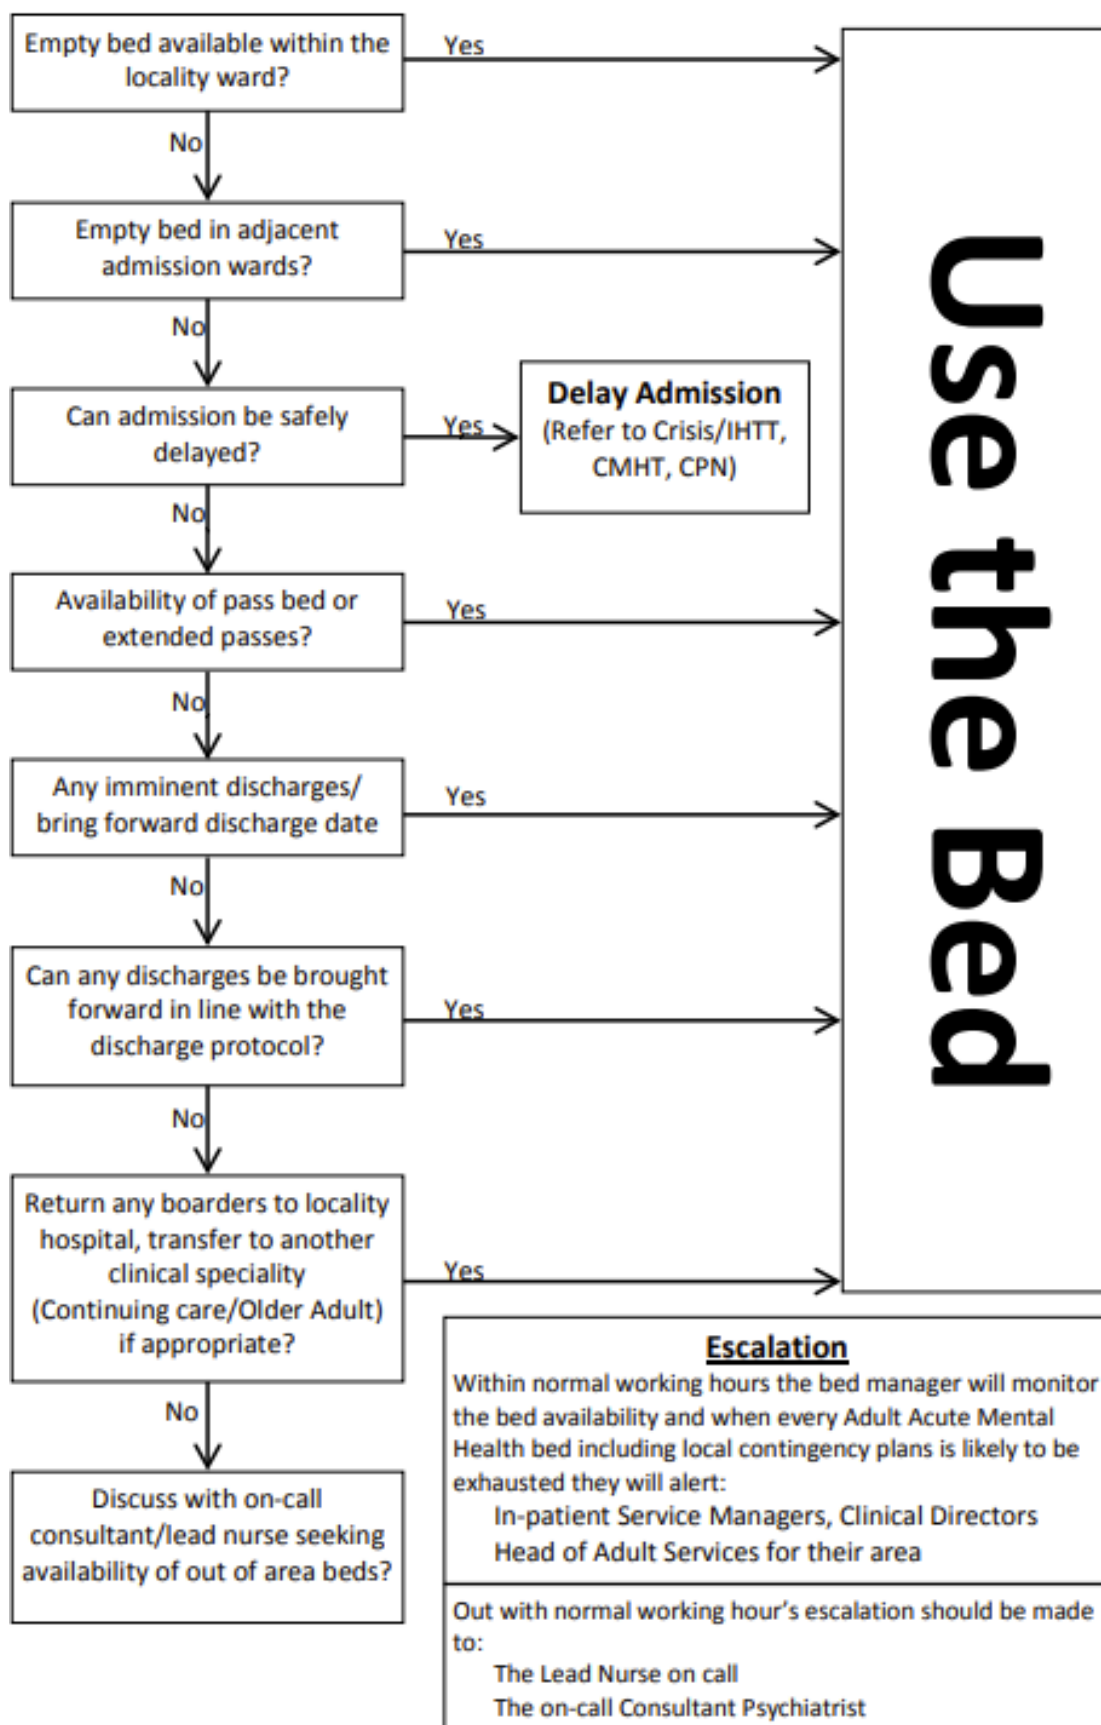 Empty bed available within the
locality ward?
Yes
No
Empty bed in adjacent
admission wards?
Yes
No
Can admission be safely
delayed?
Yes
Delay Admission
(Refer to Crisis/IHTT,
CMHT, CPN)
No
Availability of pass bed or
extended passes?
Yes
No
Any imminent discharges/
bring forward discharge date
Yes
No
Can any discharges be brought
forward in line with the
discharge protocol?
Yes
No
Return any boarders to locality
hospital, transfer to another
clinical speciality
(Continuing care/Older Adult)
if appropriate?
Yes
No
Discuss with on-call
consultant/lead nurse seeking
availability of out of area beds?
Use the Bed
Escalation
Within normal working hours the bed manager will monitor
the bed availability and when every Adult Acute Mental
Health bed including local contingency plans is likely to be
exhausted they will alert:
In-patient Service Managers, Clinical Directors
Head of Adult Services for their area
Out with normal working hour’s escalation should be made
to:
The Lead Nurse on call
The on-call Consultant Psychiatrist